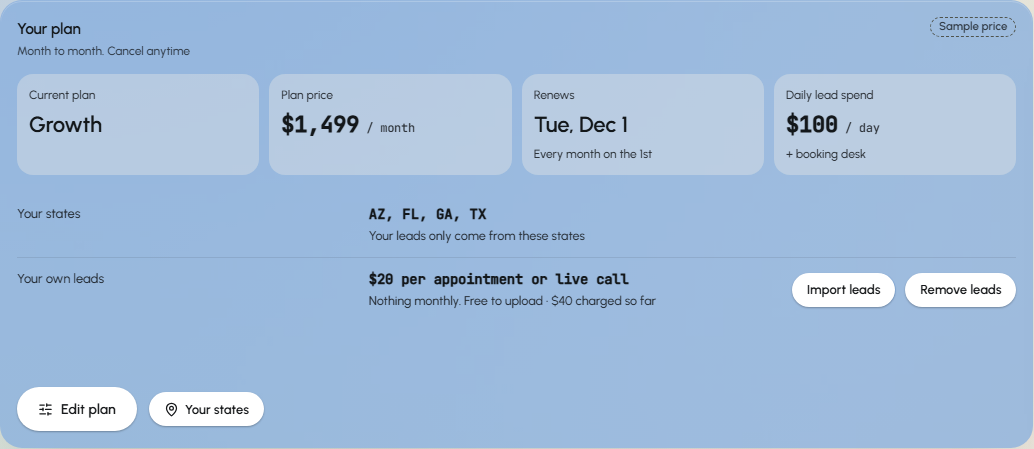 Your plan
Sample price
Month to month. Cancel anytime
Current plan
Growth
Plan price
$1,499 / month
Renews
Tue, Dec 1
Every month on the 1st
Daily lead spend
$100 / day
+ booking desk
Your states
AZ, FL, GA, TX
Your leads only come from these states
Your own leads
$20 per appointment or live call
Nothing monthly. Free to upload · $40 charged so far
Import leads
Remove leads
Edit plan
Your states